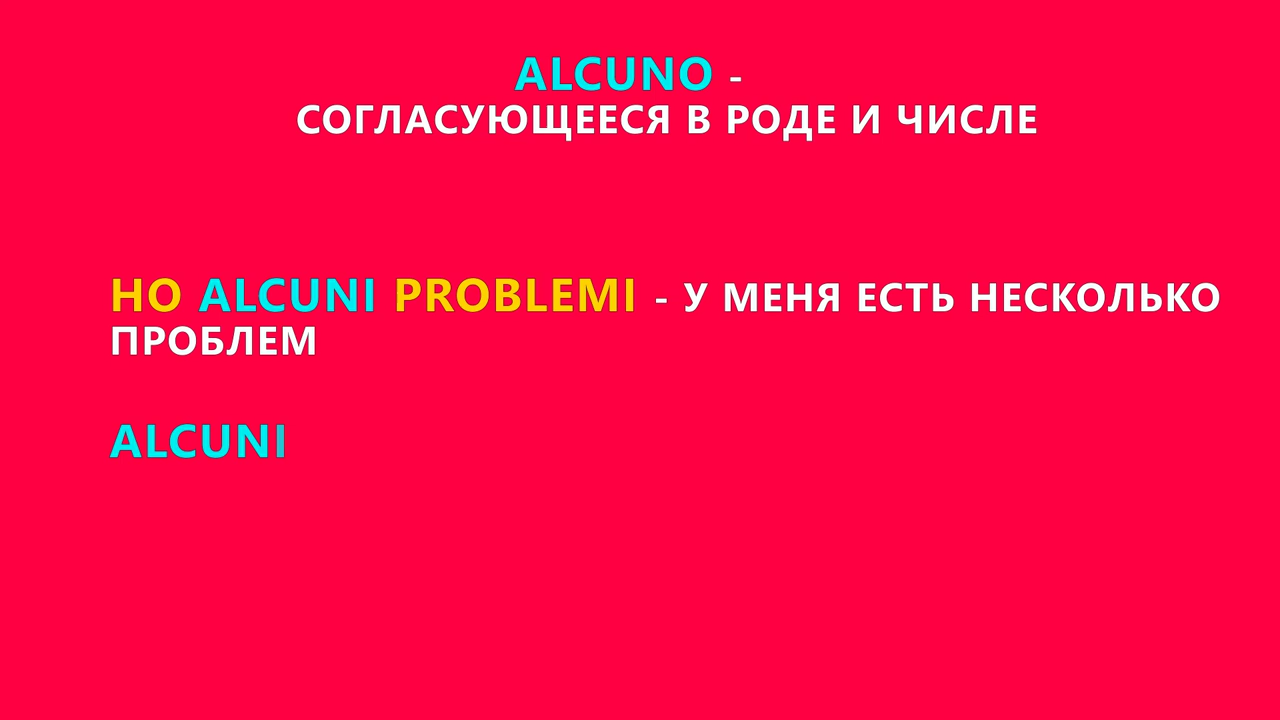 ALCUNO -
СОГЛАСУЮЩЕЕСЯ В РОДЕ И ЧИСЛЕ
HO ALCUNI PROBLEMI - У МЕНЯ ЕСТЬ НЕСКОЛЬКО
ПРОБЛЕМ
ALCUNI